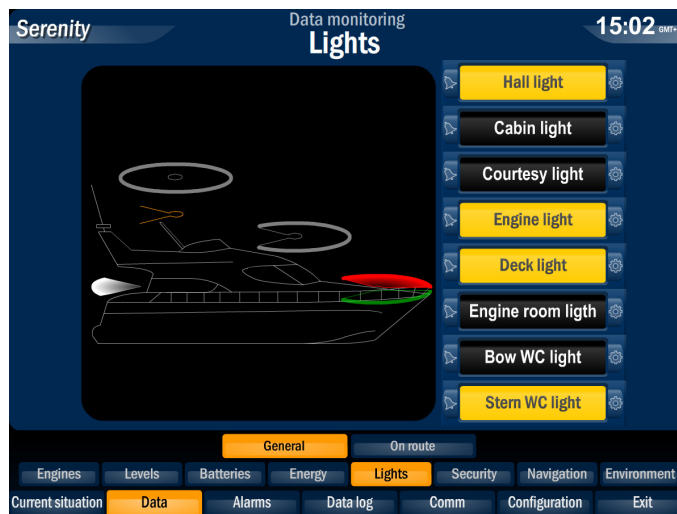 Serenity
Data monitoring
Lights
15:02 GMT+
Hall light
Cabin light
Courtesy light
Engine light
Deck light
Engine room ligth
Bow WC light
Stern WC light
General On route
Engines Levels Batteries Energy Lights Security Navigation Environment
Current situation Data Alarms Data log Comm Configuration Exit